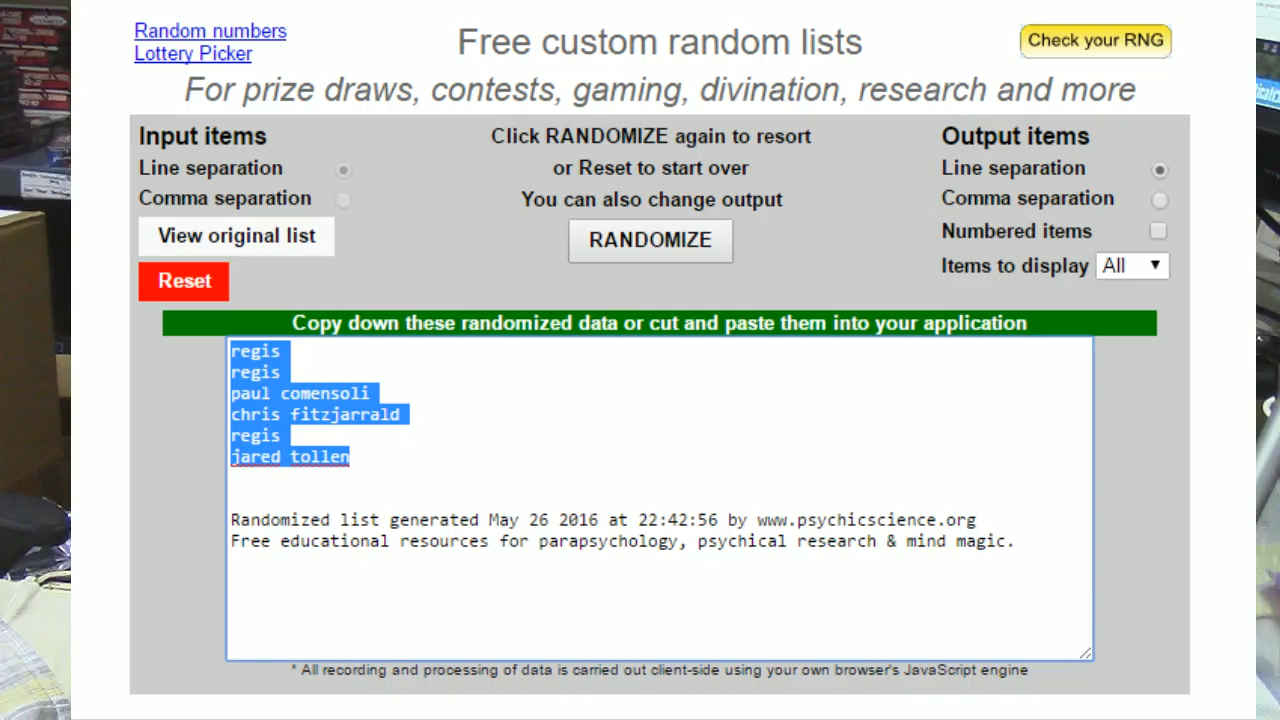 Random numbers
Lottery Picker
Free custom random lists
Check your RNG
For prize draws, contests, gaming, divination, research and more
Input items
Line separation
Comma separation
View original list
Reset
Click RANDOMIZE again to resort
or Reset to start over
You can also change output
RANDOMIZE
Output items
Line separation
Comma separation
Numbered items
Items to display All
Copy down these randomized data or cut and paste them into your application
regis
regis
paul comensoli
chris fitzjarrald
regis
jared tollen
Randomized list generated May 26 2016 at 22:42:56 by www.psychicscience.org
Free educational resources for parapsychology, psychical research & mind magic.
* All recording and processing of data is carried out client-side using your own browser's JavaScript engine